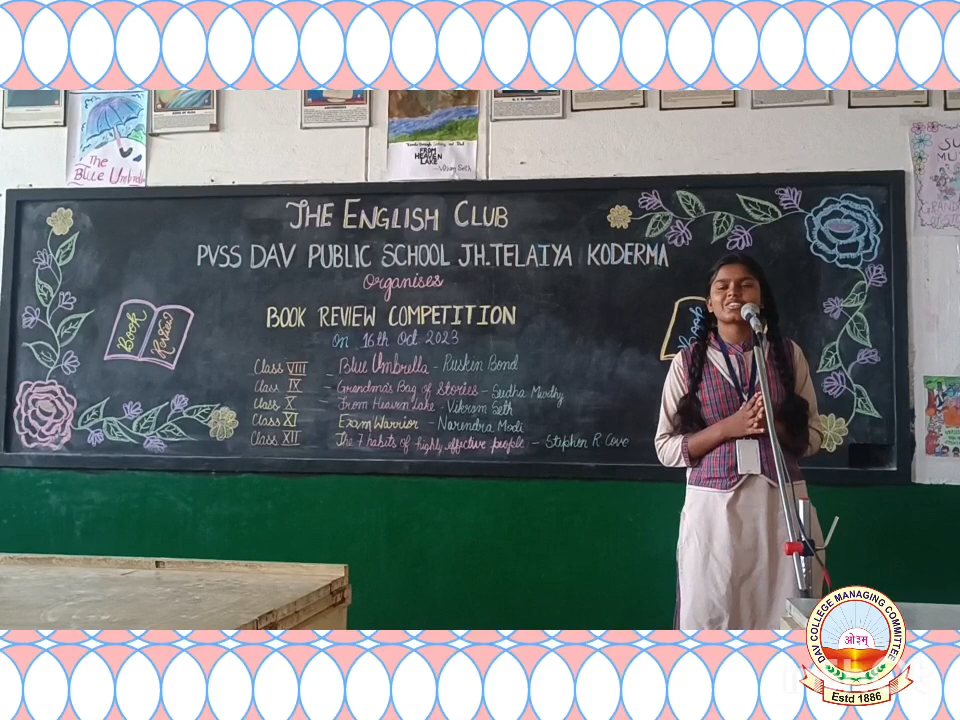 The
Blue Umbrella
FROM
HEAVEN
LAKE
-Vikram Seth
SU
MU
THE ENGLISH CLUB
PVSS DAV PUBLIC SCHOOL JH.TELAIYA KODERMA
Organises
BOOK REVIEW COMPETITION
On 16th Oct 2023
Book
Review
Class VIII - Blue Umbrella - Ruskin Bond
Class IX - Grandma's Bag of Stories - Sudha Murthy
Class X - From Heaven Lake - Vikram Seth
Class XI - Exam Warrior - Narendra Modi
Class XII - The 7 habits of highly effective people - Stephen R Cove
DAV COLLEGE MANAGING COMMITTEE
ओ३म्
Estd 1886